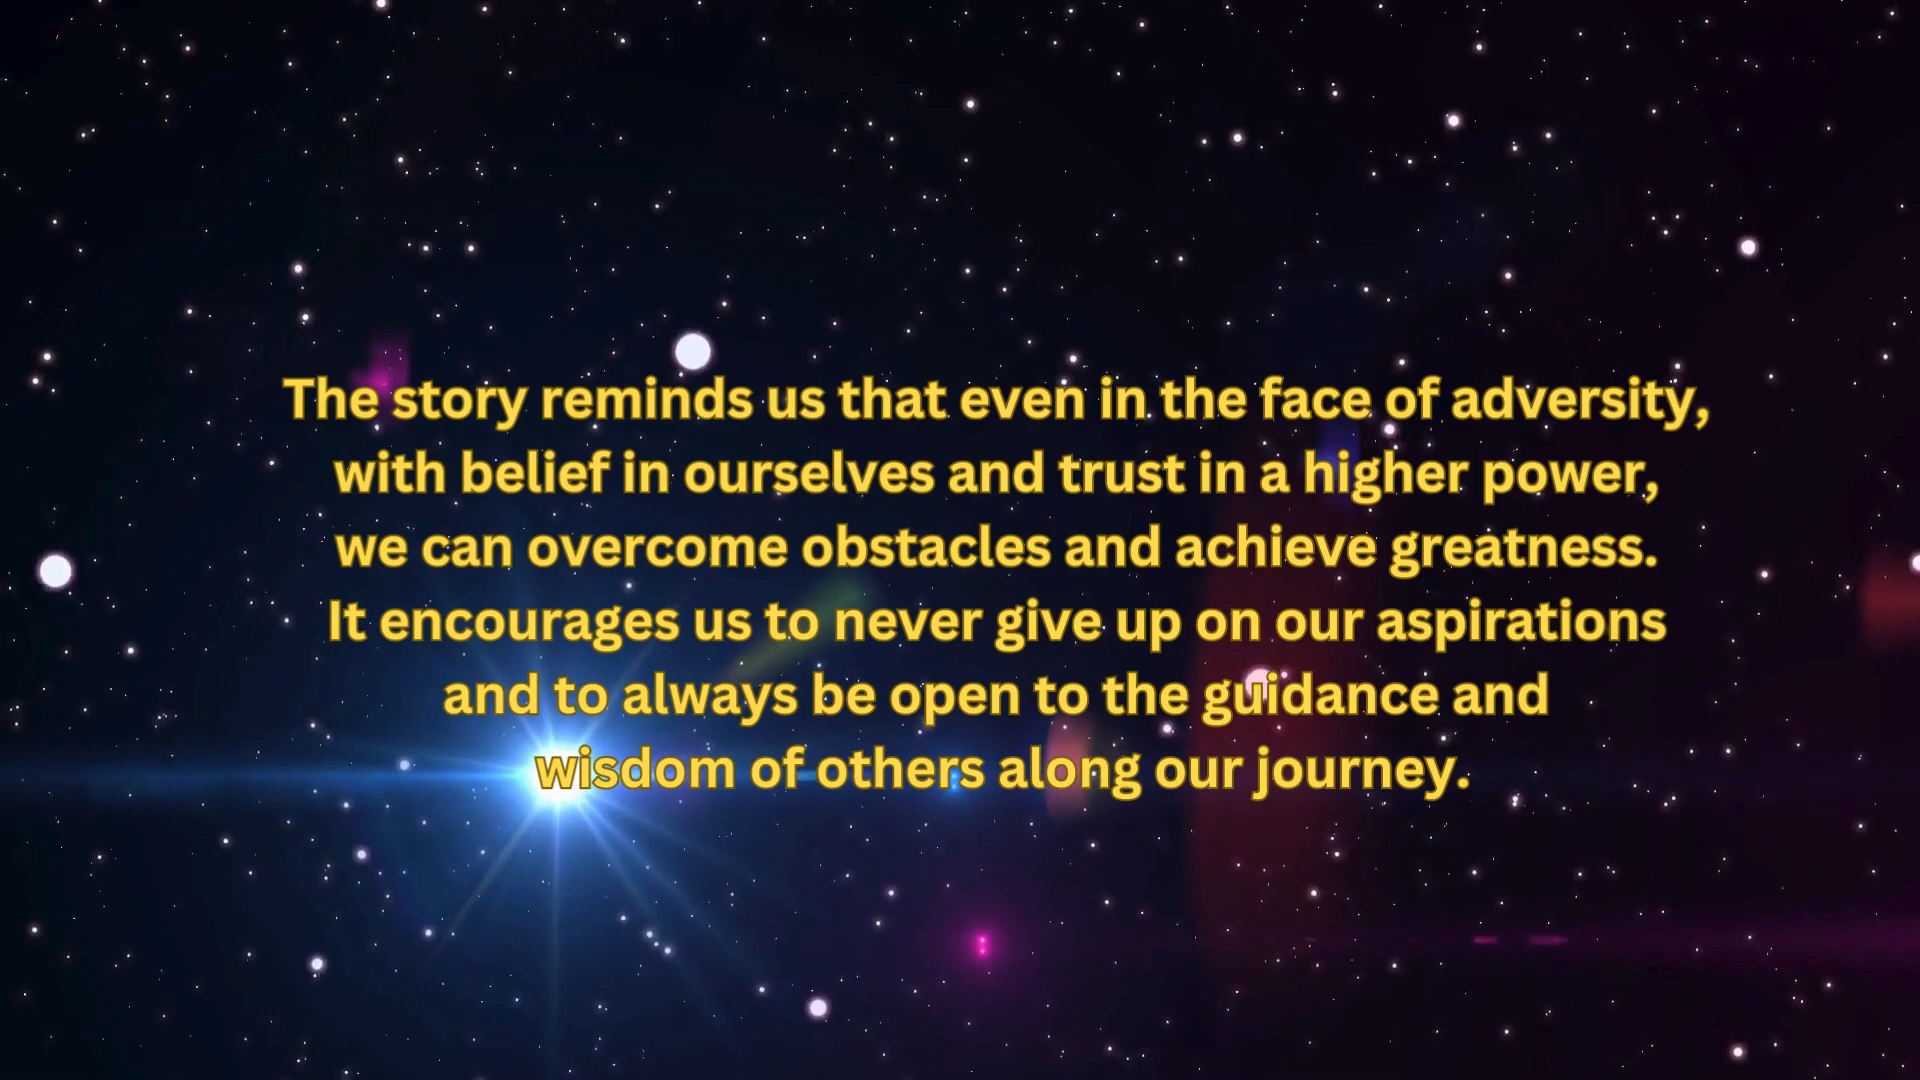 The story reminds us that even in the face of adversity,
with belief in ourselves and trust in a higher power,
we can overcome obstacles and achieve greatness.
It encourages us to never give up on our aspirations
and to always be open to the guidance and
wisdom of others along our journey.